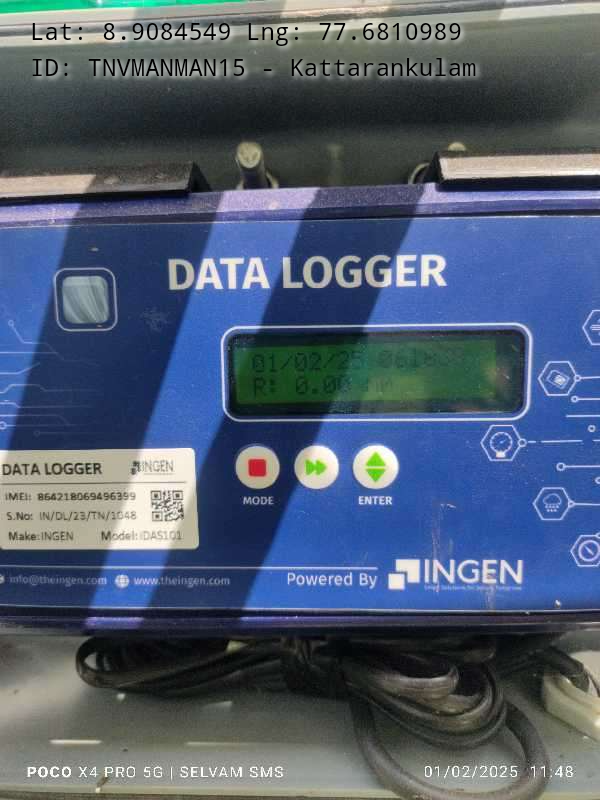 Lat: 8.9084549 Lng: 77.6810989
ID: TNVMANMAN15 - Kattarankulam
DATA LOGGER
01/02/25
R: 0.00
MODE
ENTER
DATA LOGGER INGEN
IMEI: 864218069496399
S.No: IN/DL/23/TN/1048
Make: INGEN Model: iDAS101
info@theingen.com www.theingen.com
Powered By INGEN
POCO X4 PRO 5G | SELVAM SMS 01/02/2025 11:48